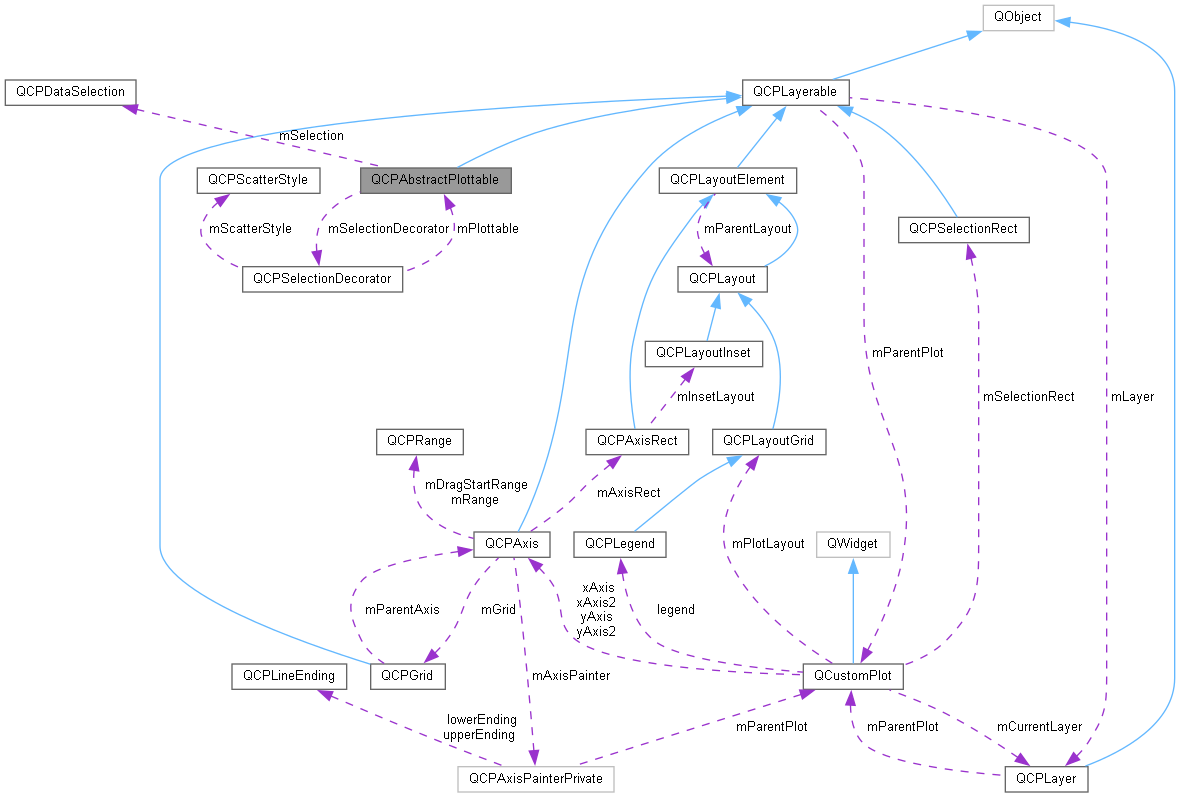 QObject
QCPDataSelection
QCPLayerable
mSelection
QCPScatterStyle
QCPAbstractPlottable
QCPLayoutElement
mScatterStyle
mSelectionDecorator
mPlottable
mParentLayout
QCPSelectionRect
QCPSelectionDecorator
QCPLayout
QCPLayoutInset
mParentPlot
mInsetLayout
mSelectionRect
mLayer
QCPRange
QCPAxisRect
QCPLayoutGrid
mDragStartRange
mRange
mAxisRect
QCPAxis
QCPLegend
mPlotLayout
QWidget
mParentAxis
mGrid
xAxis
xAxis2
yAxis
yAxis2
legend
QCPLineEnding
QCPGrid
mAxisPainter
QCustomPlot
lowerEnding
upperEnding
mParentPlot
mParentPlot
mCurrentLayer
QCPAxisPainterPrivate
QCPLayer